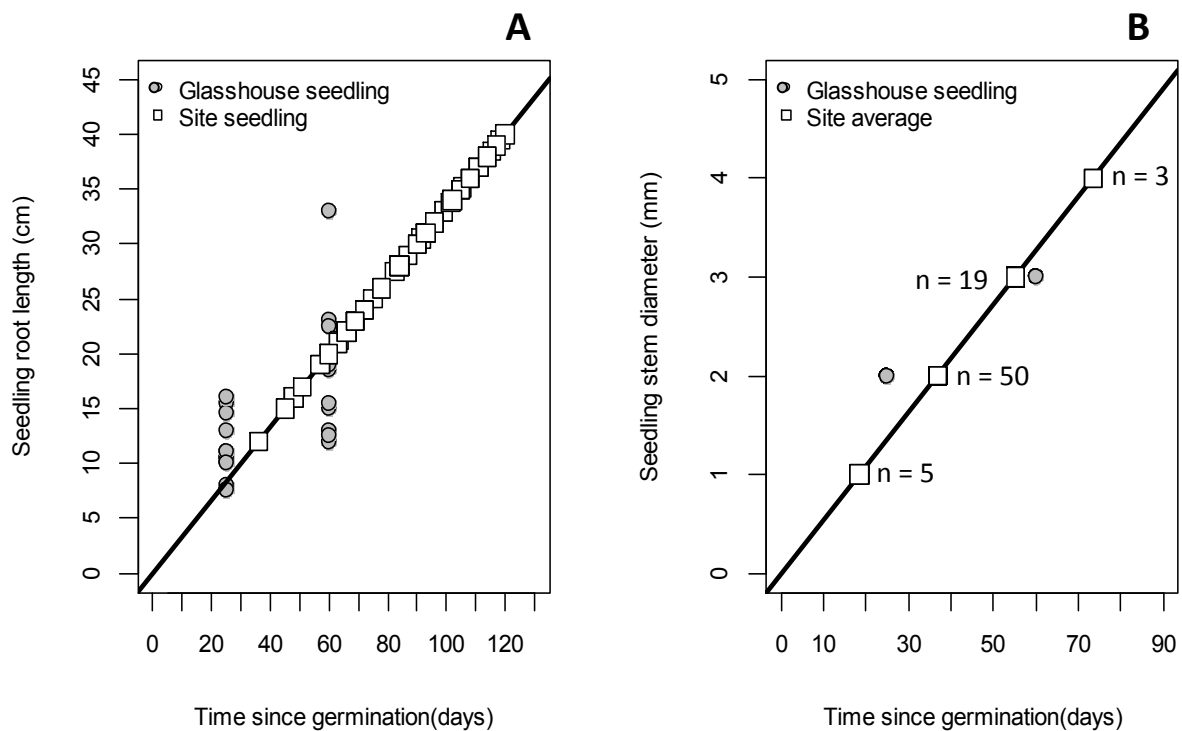 A
Glasshouse seedling
Site seedling
Seedling root length (cm)
45
40
35
30
25
20
15
10
5
0
0 20 40 60 80 100 120
Time since germination(days)
B
Glasshouse seedling
Site average
Seedling stem diameter (mm)
5
4
3
2
1
0
n = 3
n = 19
n = 50
n = 5
0 10 30 50 70 90
Time since germination(days)